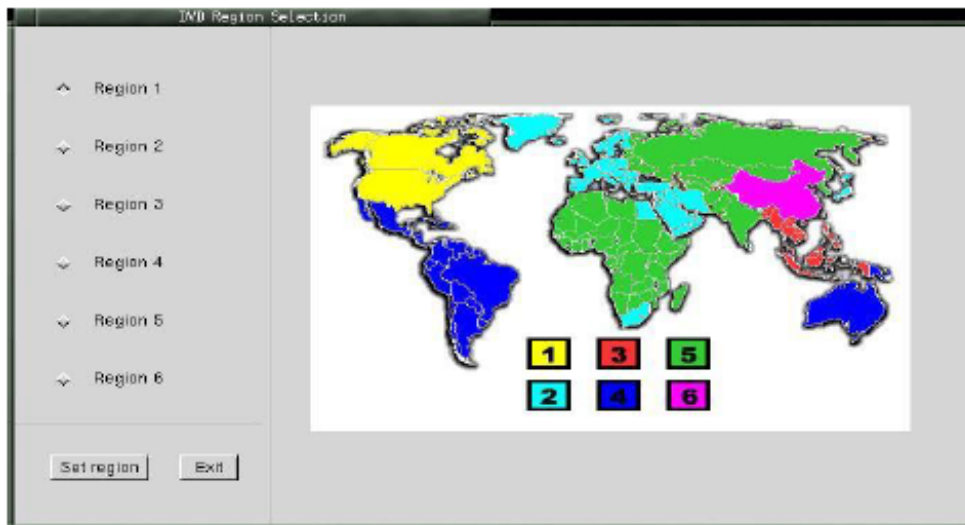 DVD Region Selection
Region 1
Region 2
Region 3
Region 4
Region 5
Region 6
1 3 5
2 4 6
Set region Exit